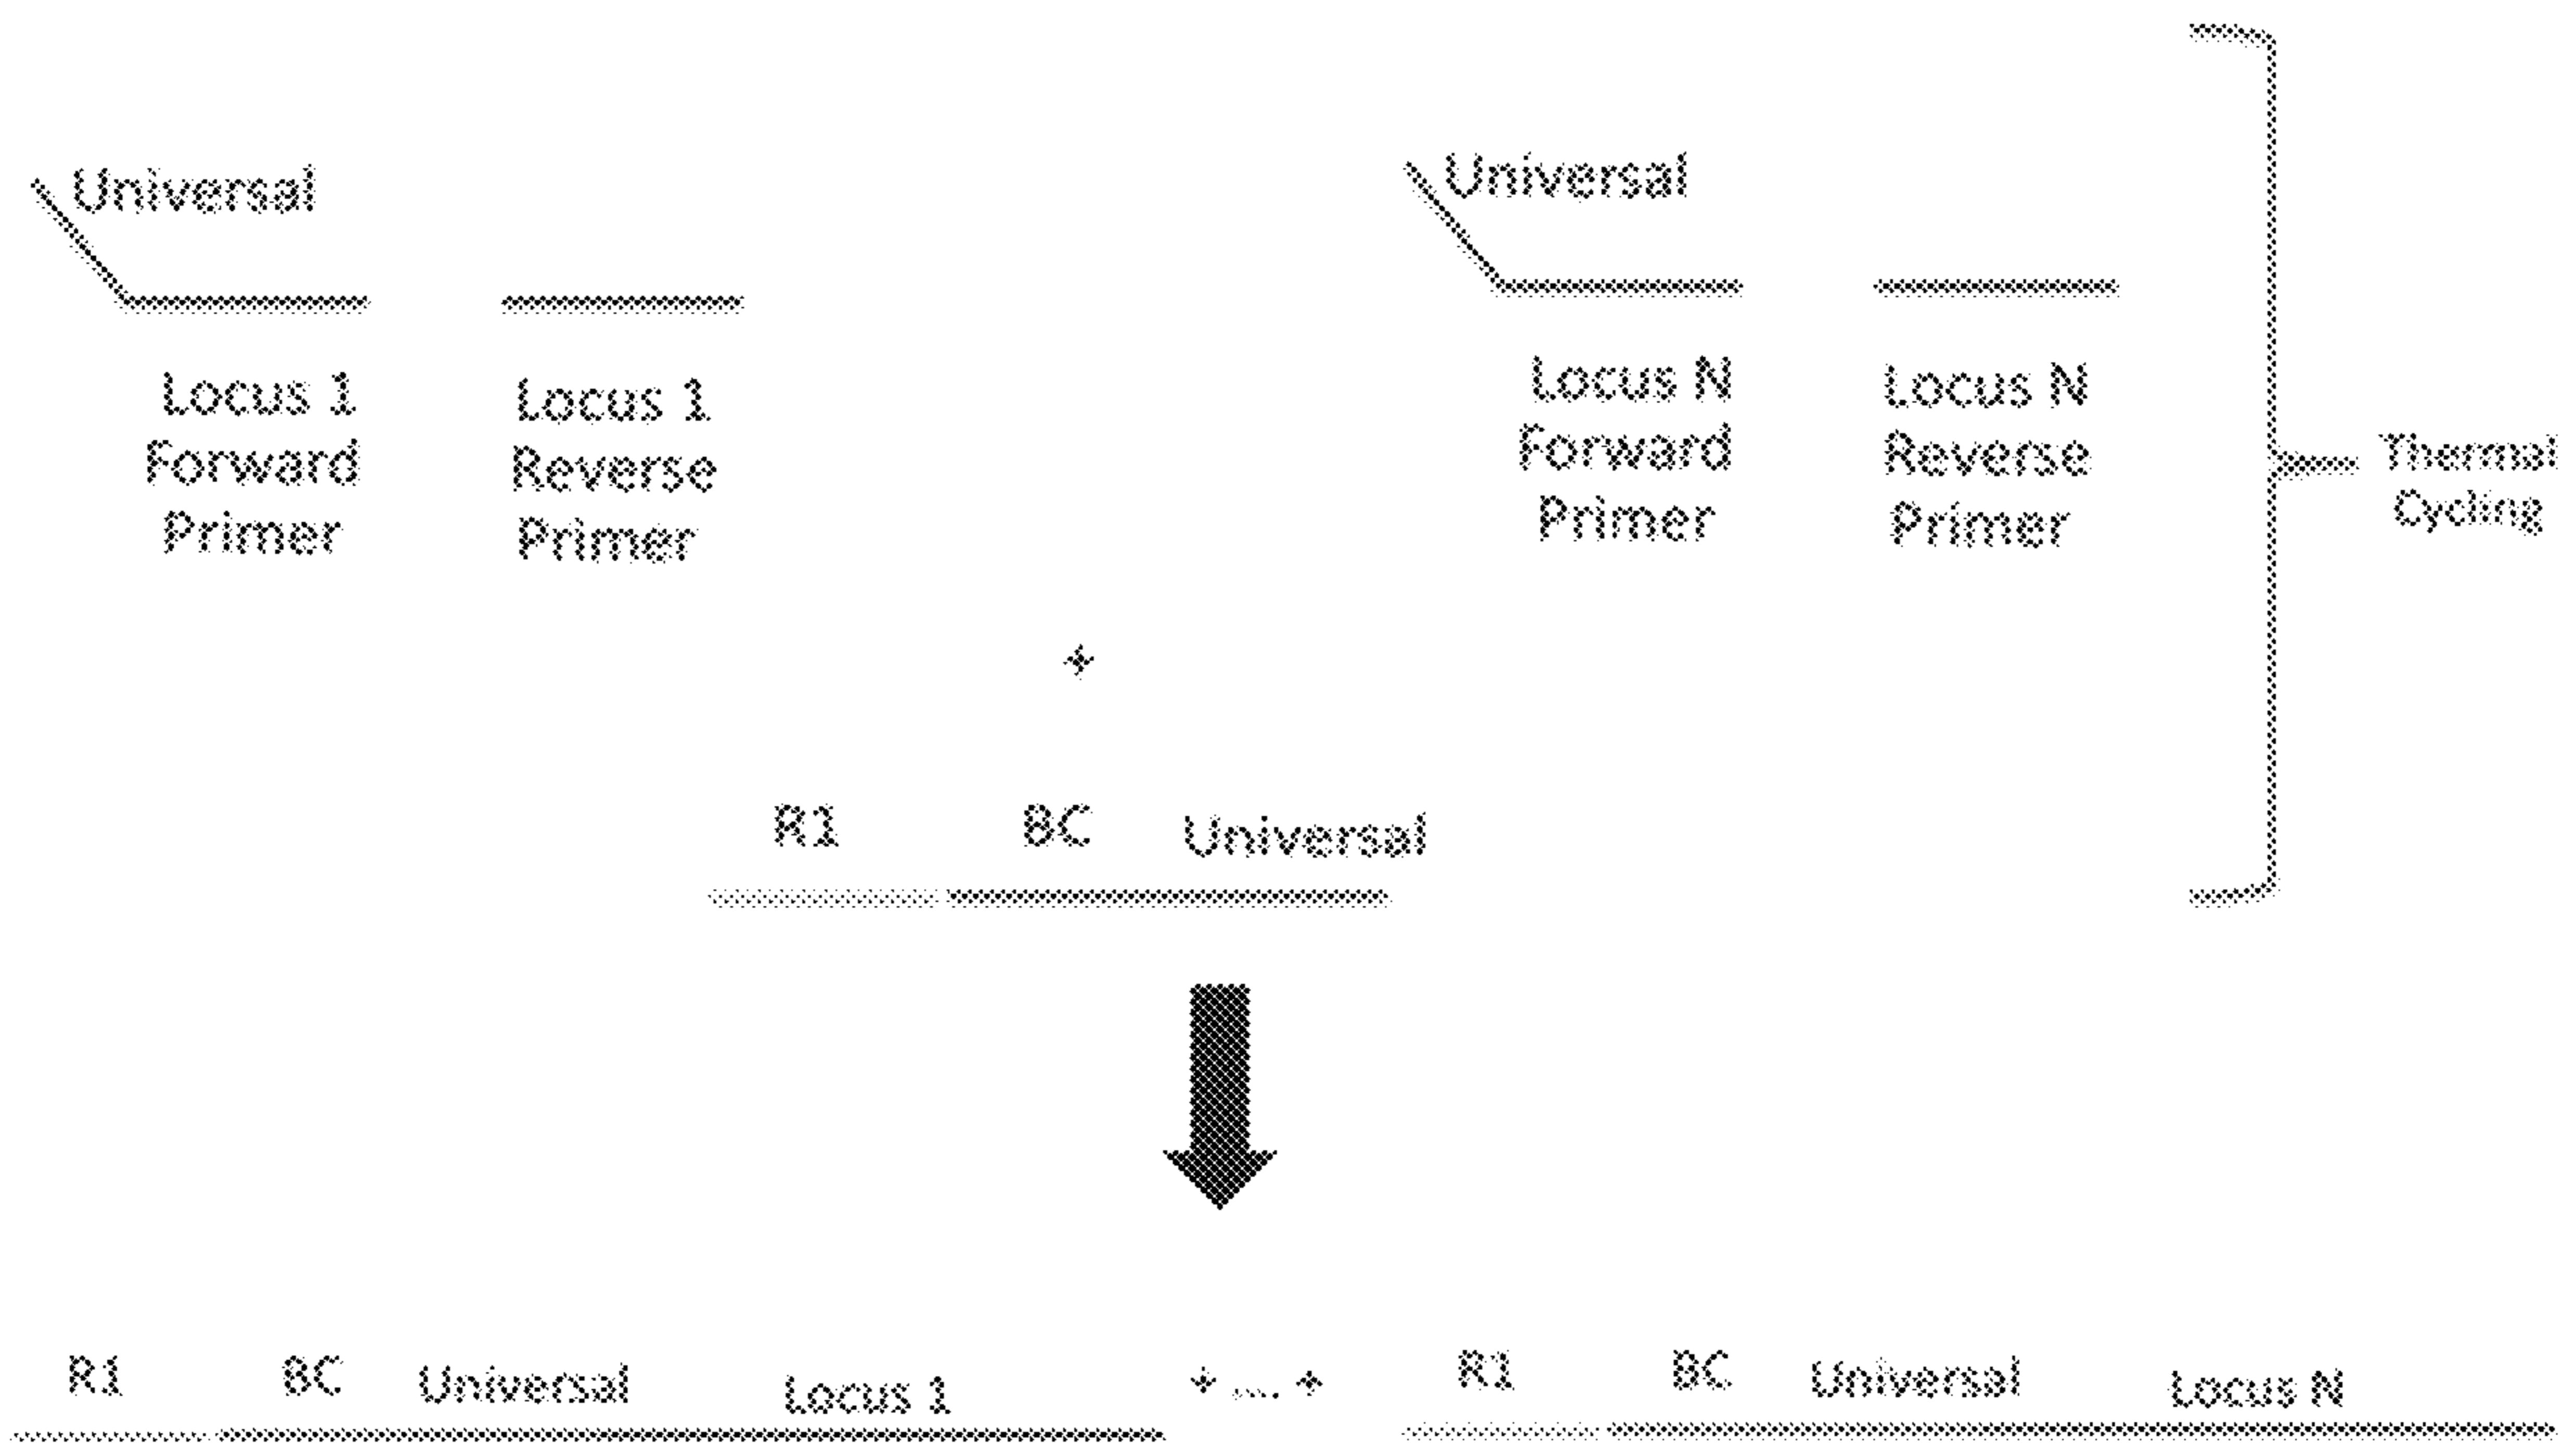 Universal
Universal
Locus 1
Forward
Primer
Locus 1
Reverse
Primer
Locus N
Forward
Primer
Locus N
Reverse
Primer
Thermal
Cycling
+
R1 BC Universal
R1 BC Universal Locus 1 + .... + R1 BC Universal Locus N